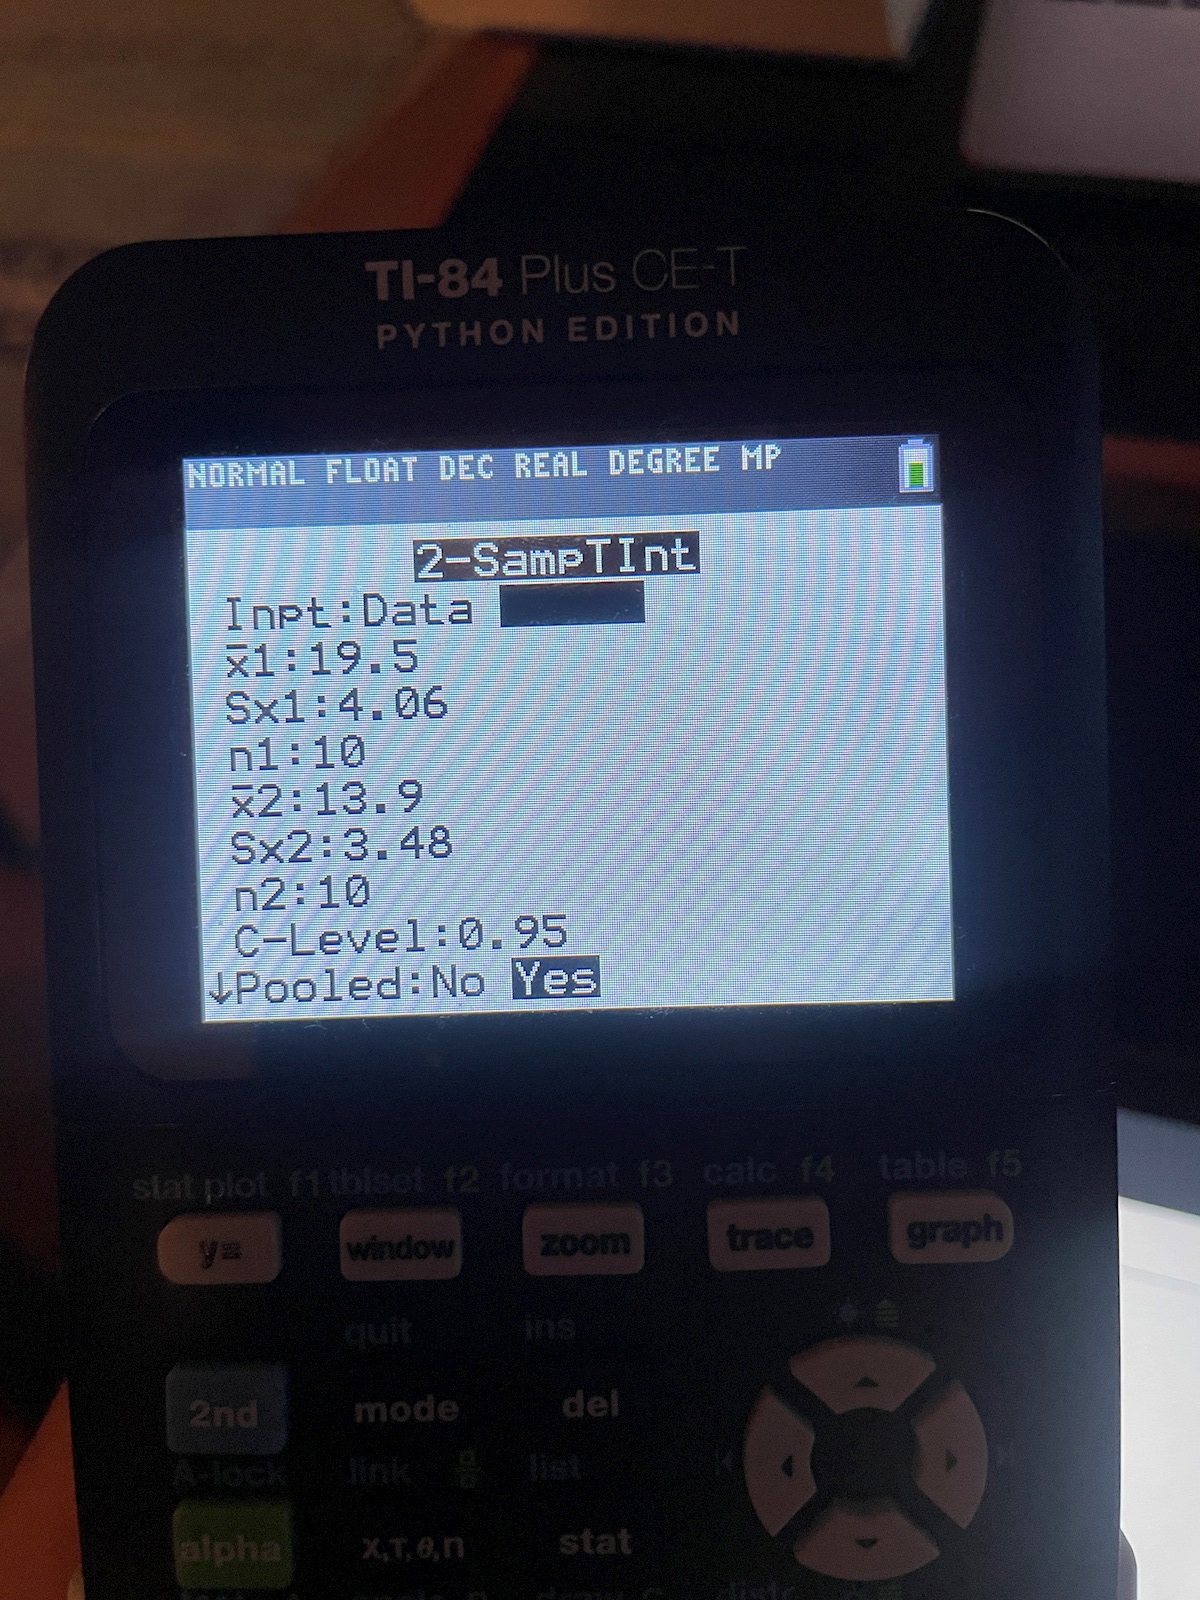 TI-84 Plus CE-T
PYTHON EDITION
NORMAL FLOAT DEC REAL DEGREE MP
2-SampTInt
Inpt:Data
x̄1:19.5
Sx1:4.06
n1:10
x̄2:13.9
Sx2:3.48
n2:10
C-Level:0.95
↓Pooled:No Yes
stat plot f1 tblset f2 format f3 calc f4 table f5
y= window zoom trace graph
quit ins
2nd mode del
A-lock link list
alpha X,T,θ,n stat
distr